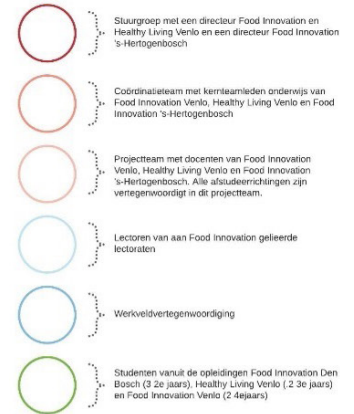 Stuurgroep met een directeur Food Innovation en
Healthy Living Venlo en een directeur Food Innovation
's-Hertogenbosch
Coördinatieteam met kernteamleden onderwijs van
Food Innovation Venlo, Healthy Living Venlo en Food
Innovation 's-Hertogenbosch
Projectteam met docenten van Food Innovation
Venlo, Healthy Living Venlo en Food Innovation
's-Hertogenbosch. Alle afstudeerrichtingen zijn
vertegenwoordigt in dit projectteam.
Lectoren van aan Food Innovation gelieerde
lectoraten
Werkveldvertegenwoordiging
Studenten vanuit de opleidingen Food Innovation Den
Bosch (3 2e jaars), Healthy Living Venlo (.2 3e jaars)
en Food Innovation Venlo (2 4ejaars)